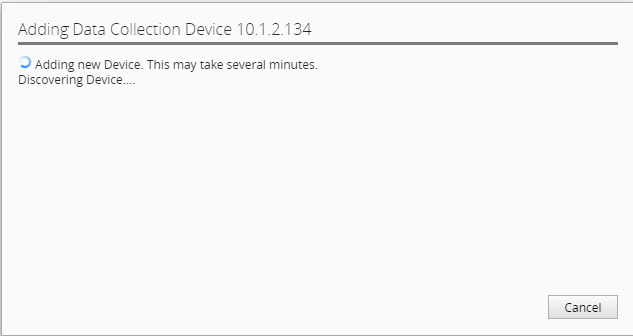 Adding Data Collection Device 10.1.2.134
Adding new Device. This may take several minutes.
Discovering Device....
Cancel